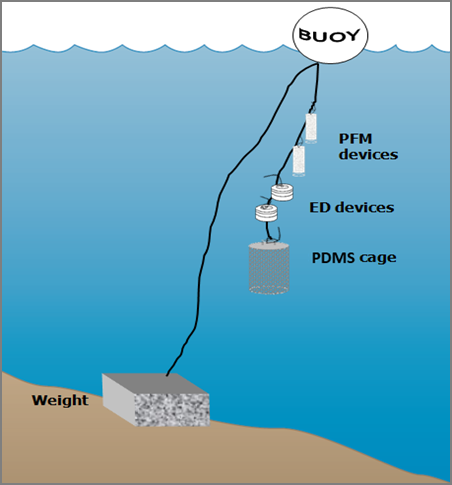 BUOY
PFM
devices
ED devices
PDMS cage
Weight